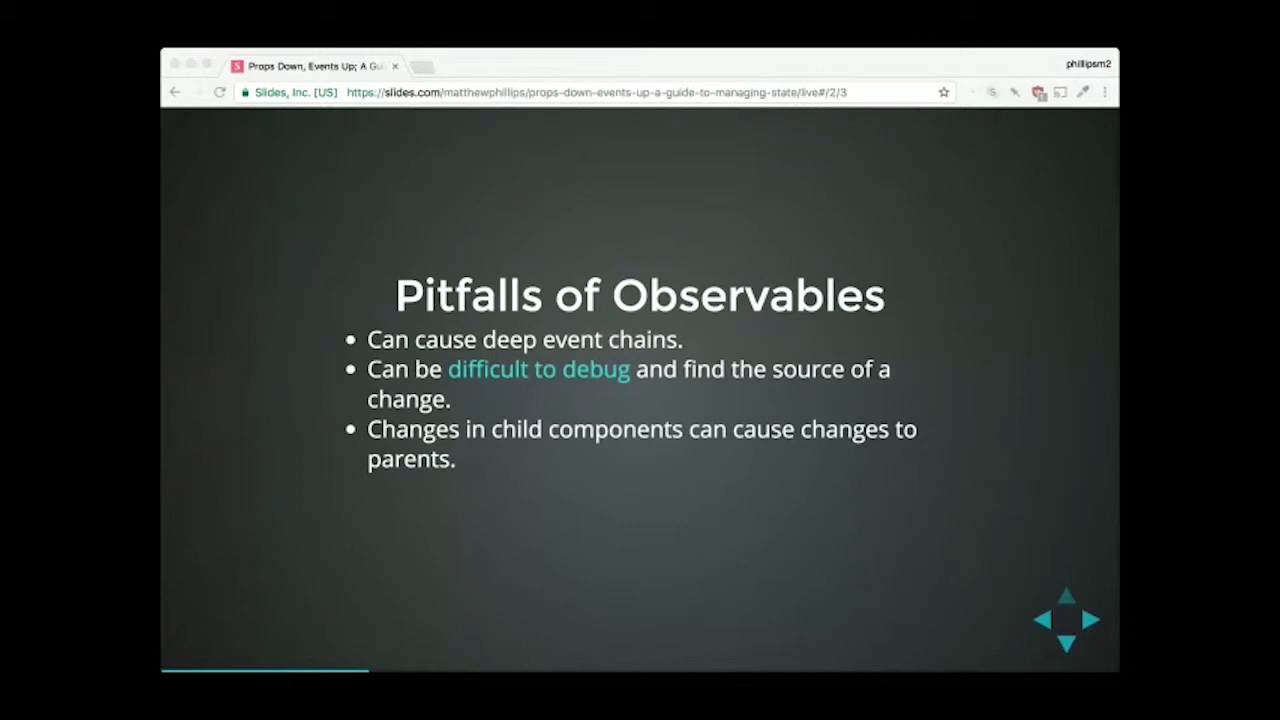 S Props Down, Events Up; A Gui
phillipsm2
Slides, Inc. [US] https://slides.com/matthewphillips/props-down-events-up-a-guide-to-managing-state/live#/2/3
Pitfalls of Observables
• Can cause deep event chains.
• Can be difficult to debug and find the source of a
change.
• Changes in child components can cause changes to
parents.